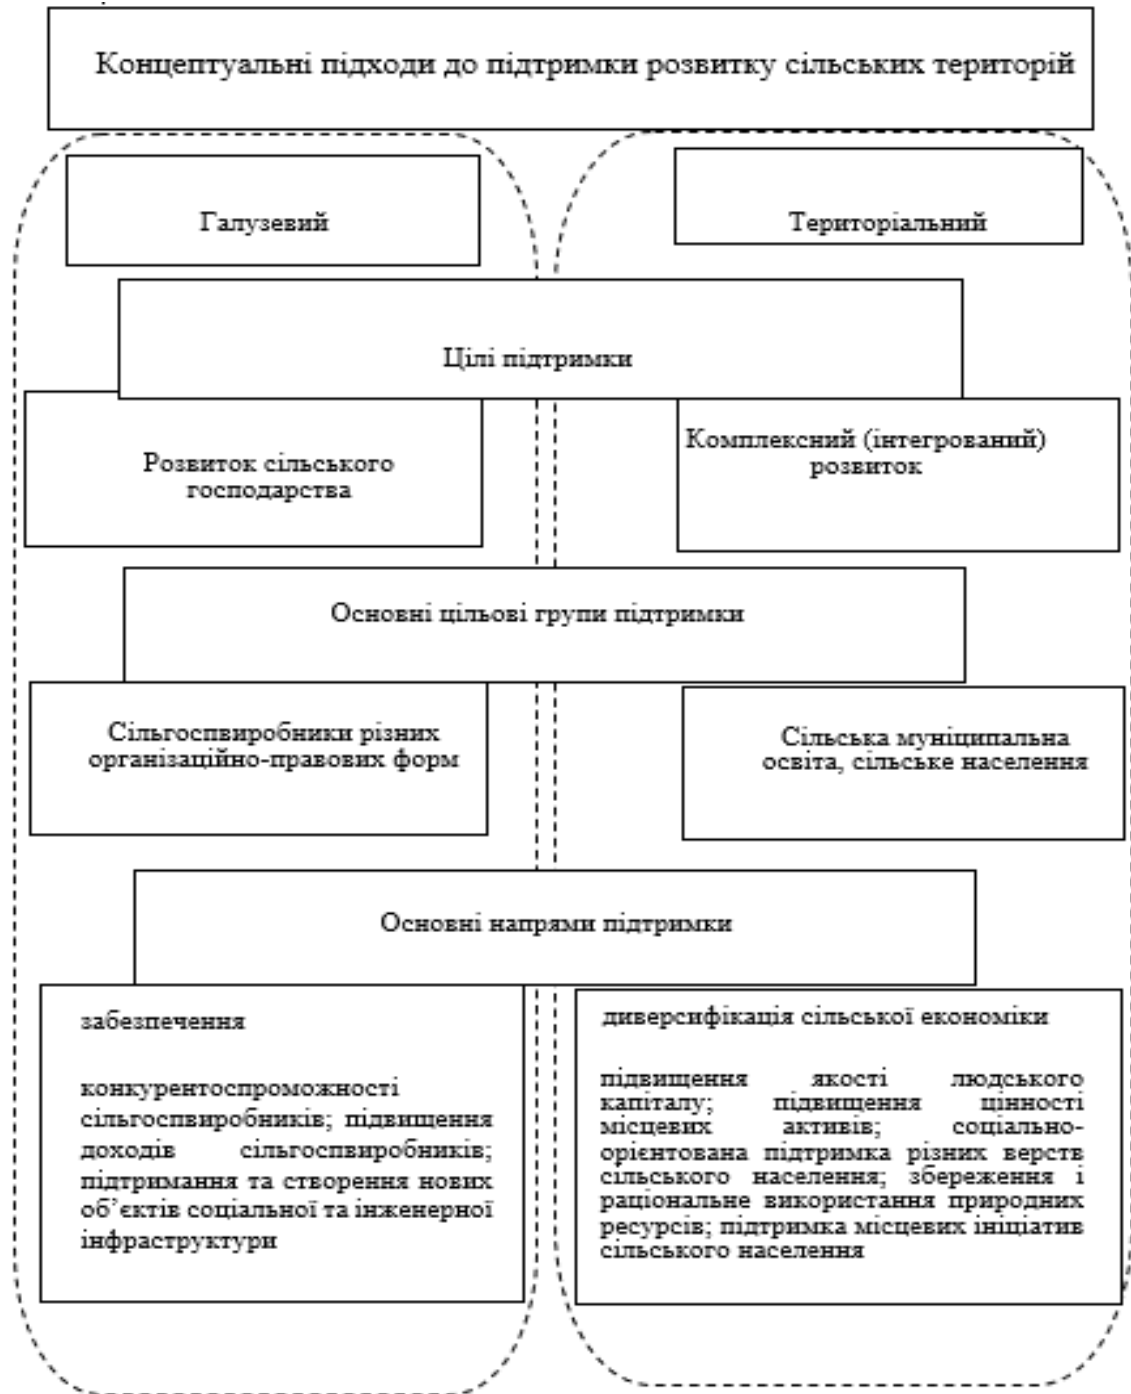 Концептуальні підходи до підтримки розвитку сільських територій
Галузевий
Територіальний
Цілі підтримки
Розвиток сільського
господарства
Комплексний (інтегрований)
розвиток
Основні цільові групи підтримки
Сільгоспвиробники різних
організаційно-правових форм
Сільська муніципальна
освіта, сільське населення
Основні напрями підтримки
забезпечення
конкурентоспроможності
сільгоспвиробників; підвищення
доходів сільгоспвиробників;
підтримання та створення нових
об’єктів соціальної та інженерної
інфраструктури
диверсифікація сільської економіки
підвищення якості людського
капіталу; підвищення цінності
місцевих активів; соціально-
орієнтована підтримка різних верств
сільського населення; збереження і
раціональне використання природних
ресурсів; підтримка місцевих ініціатив
сільського населення